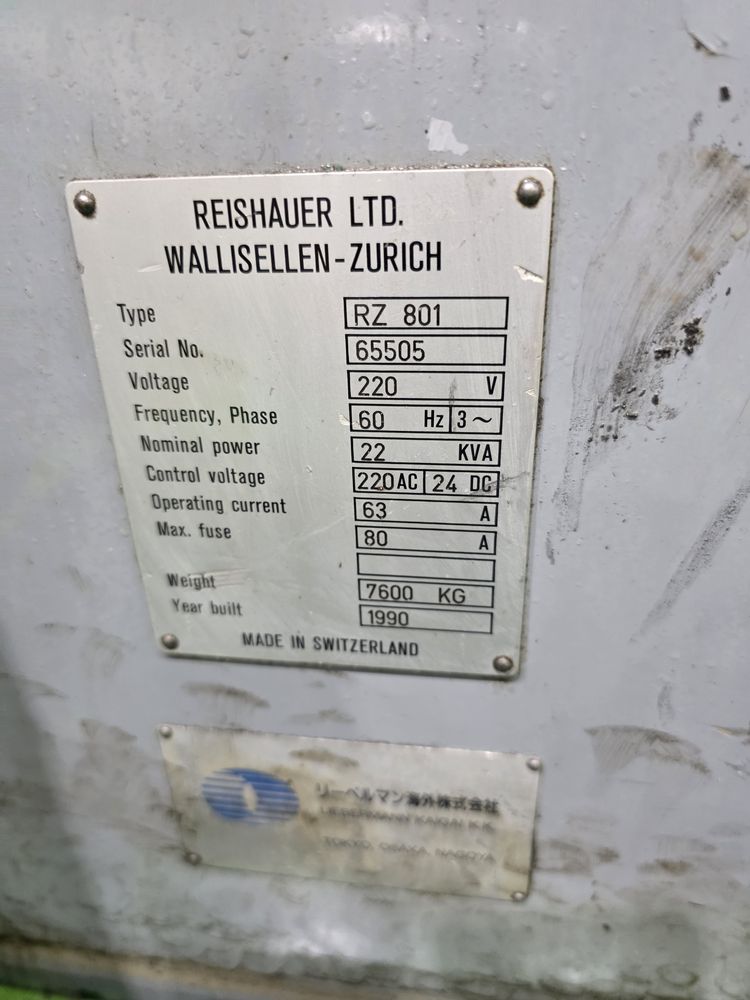 REISHAUER LTD.
WALLISELLEN-ZURICH
Type RZ 801
Serial No. 65505
Voltage 220 V
Frequency, Phase 60 Hz 3~
Nominal power 22 KVA
Control voltage 220AC 24 DC
Operating current 63 A
Max. fuse 80 A
Weight 7600 KG
Year built 1990
MADE IN SWITZERLAND
リーベルマン海外株式会社
LIEBERMANN KAIGAI K.K.
TOKYO, OSAKA, NAGOYA